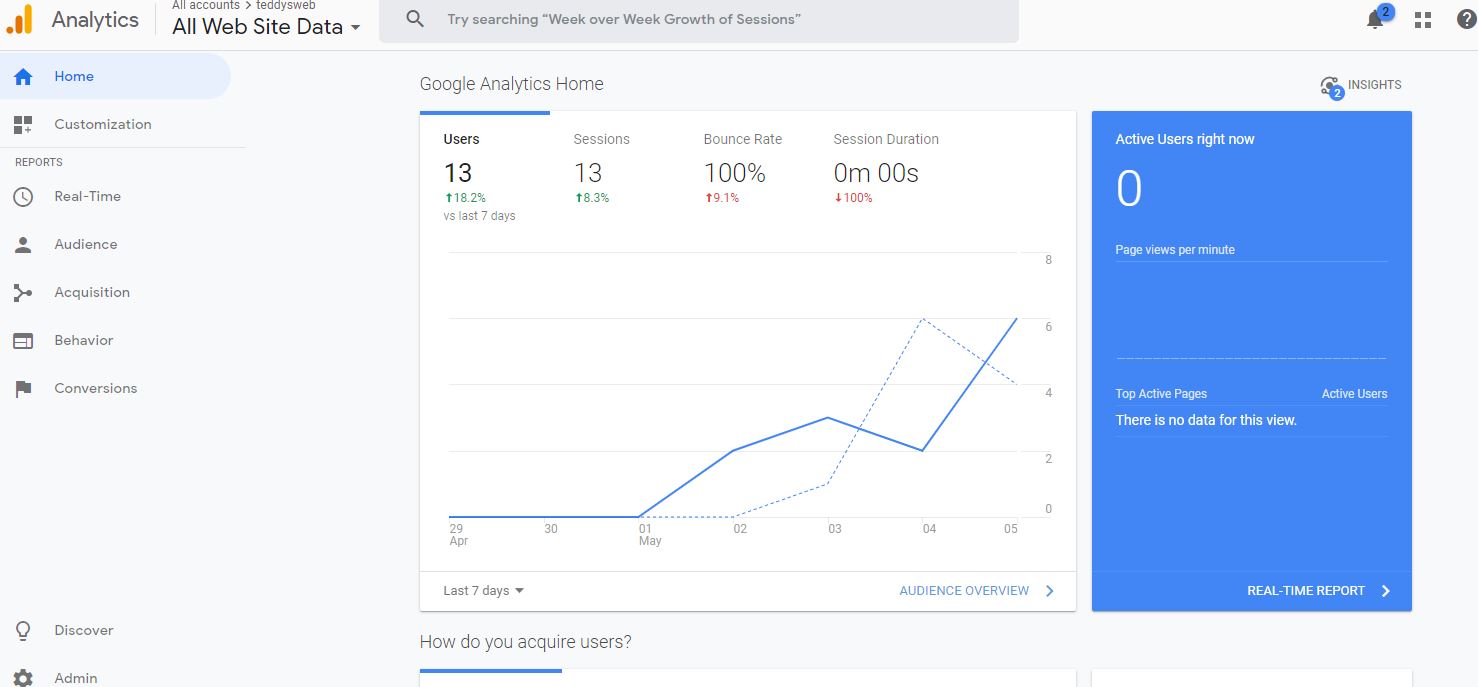 Analytics
All accounts > teddysweb
All Web Site Data
Try searching “Week over Week Growth of Sessions”
2
?
Home
Customization
REPORTS
Real-Time
Audience
Acquisition
Behavior
Conversions
Discover
Admin
Google Analytics Home
2
INSIGHTS
Users
13
↑18.2%
vs last 7 days
Sessions
13
↑8.3%
Bounce Rate
100%
↑9.1%
Session Duration
0m 00s
↓100%
8
6
4
2
0
29 30 01 02 03 04 05
Apr May
Last 7 days
AUDIENCE OVERVIEW
Active Users right now
0
Page views per minute
Top Active Pages Active Users
There is no data for this view.
REAL-TIME REPORT
How do you acquire users?